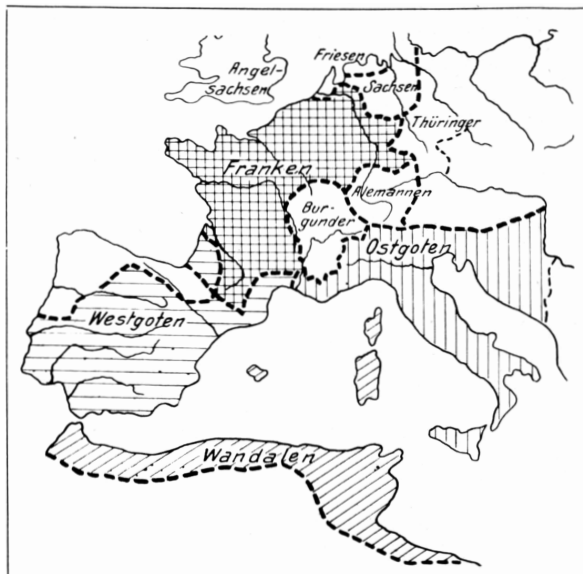 Friesen
Angel-
sachsen
Sachsen
Thüringer
Franken
Alemannen
Bur-
gunder
Ostgoten
Westgoten
Wandalen